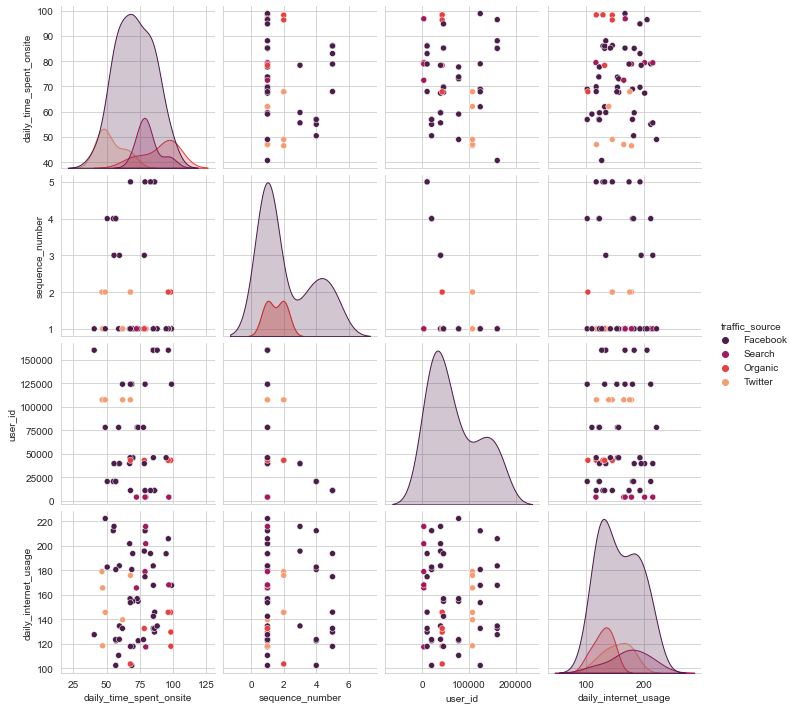 daily_time_spent_onsite
100
90
80
70
60
50
40
sequence_number
5
4
3
2
1
user_id
150000
125000
100000
75000
50000
25000
0
daily_internet_usage
220
200
180
160
140
120
100
25 50 75 100 125
daily_time_spent_onsite
0 2 4 6
sequence_number
0 100000 200000
user_id
100 200
daily_internet_usage
traffic_source
Facebook
Search
Organic
Twitter